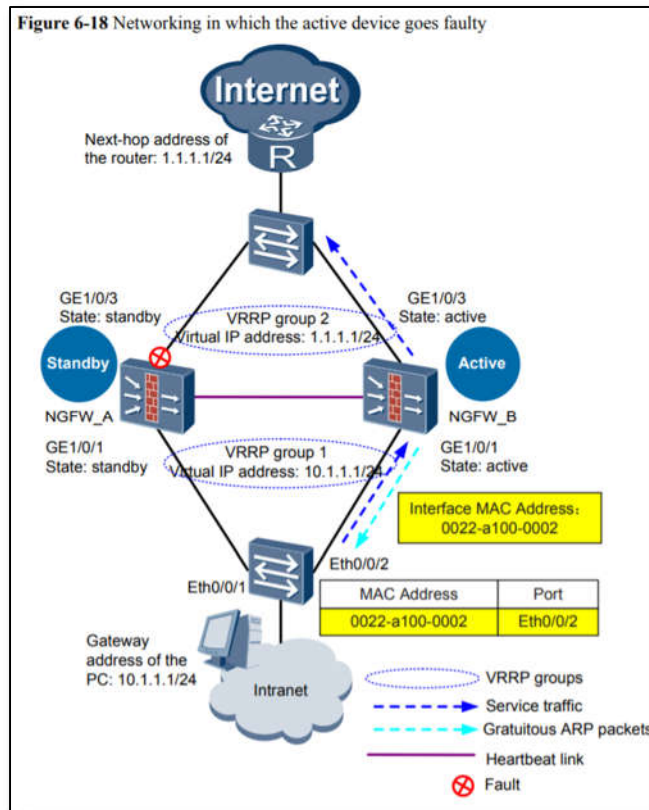 Figure 6-18 Networking in which the active device goes faulty
Internet
Next-hop address of
the router: 1.1.1.1/24
R
GE1/0/3
State: standby
GE1/0/3
State: active
VRRP group 2
Virtual IP address: 1.1.1.1/24
Standby
Active
NGFW_A
NGFW_B
GE1/0/1
State: standby
GE1/0/1
State: active
VRRP group 1
Virtual IP address: 10.1.1.1/24
Interface MAC Address:
0022-a100-0002
Eth0/0/2
Eth0/0/1
MAC Address Port
0022-a100-0002 Eth0/0/2
Gateway
address of the
PC: 10.1.1.1/24
Intranet
VRRP groups
Service traffic
Gratuitous ARP packets
Heartbeat link
Fault